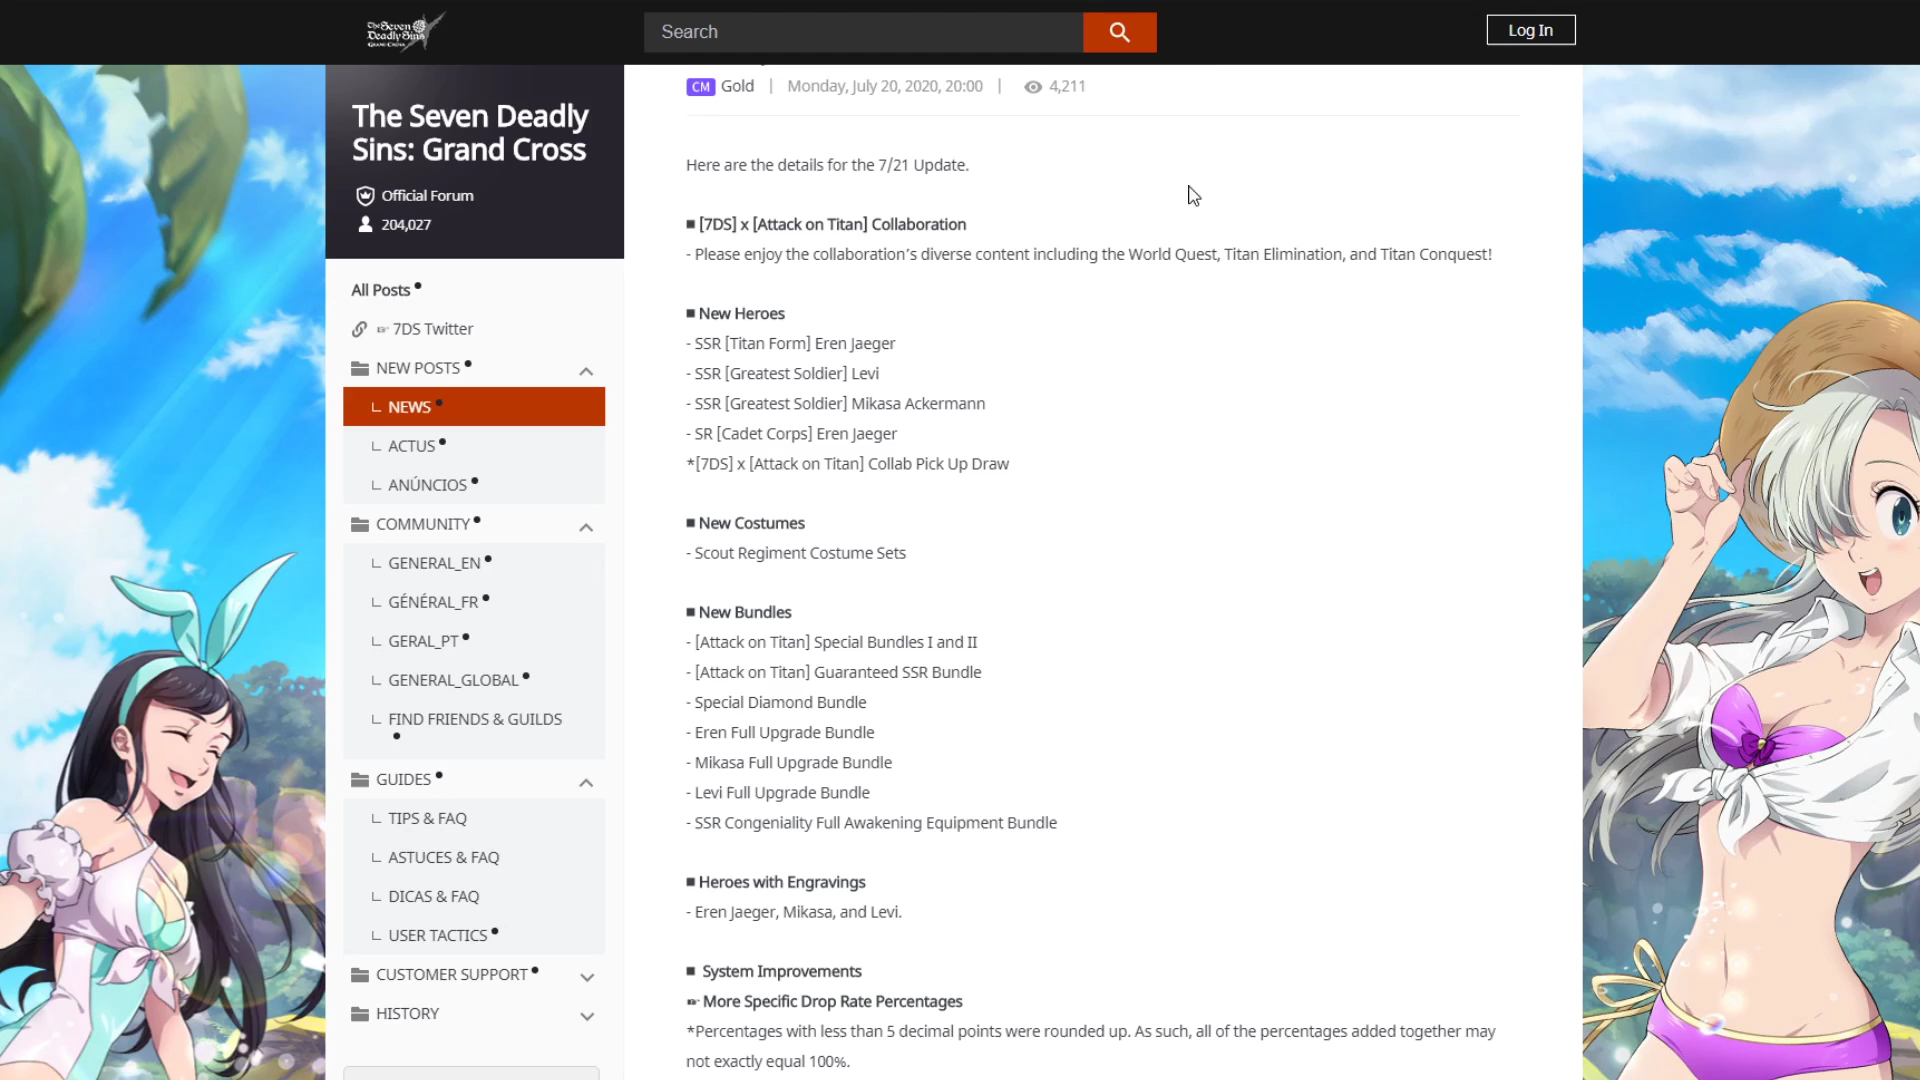 The Seven
Deadly Sins
GRAND CROSS
Search
Log In
The Seven Deadly
Sins: Grand Cross
Official Forum
204,027
All Posts
7DS Twitter
NEW POSTS
NEWS
ACTUS
ANÚNCIOS
COMMUNITY
GENERAL_EN
GÉNÉRAL_FR
GERAL_PT
GENERAL_GLOBAL
FIND FRIENDS & GUILDS
GUIDES
TIPS & FAQ
ASTUCES & FAQ
DICAS & FAQ
USER TACTICS
CUSTOMER SUPPORT
HISTORY
CM Gold | Monday, July 20, 2020, 20:00 | 4,211
Here are the details for the 7/21 Update.
■ [7DS] x [Attack on Titan] Collaboration
- Please enjoy the collaboration's diverse content including the World Quest, Titan Elimination, and Titan Conquest!
■ New Heroes
- SSR [Titan Form] Eren Jaeger
- SSR [Greatest Soldier] Levi
- SSR [Greatest Soldier] Mikasa Ackermann
- SR [Cadet Corps] Eren Jaeger
*[7DS] x [Attack on Titan] Collab Pick Up Draw
■ New Costumes
- Scout Regiment Costume Sets
■ New Bundles
- [Attack on Titan] Special Bundles I and II
- [Attack on Titan] Guaranteed SSR Bundle
- Special Diamond Bundle
- Eren Full Upgrade Bundle
- Mikasa Full Upgrade Bundle
- Levi Full Upgrade Bundle
- SSR Congeniality Full Awakening Equipment Bundle
■ Heroes with Engravings
- Eren Jaeger, Mikasa, and Levi.
■ System Improvements
☞ More Specific Drop Rate Percentages
*Percentages with less than 5 decimal points were rounded up. As such, all of the percentages added together may
not exactly equal 100%.